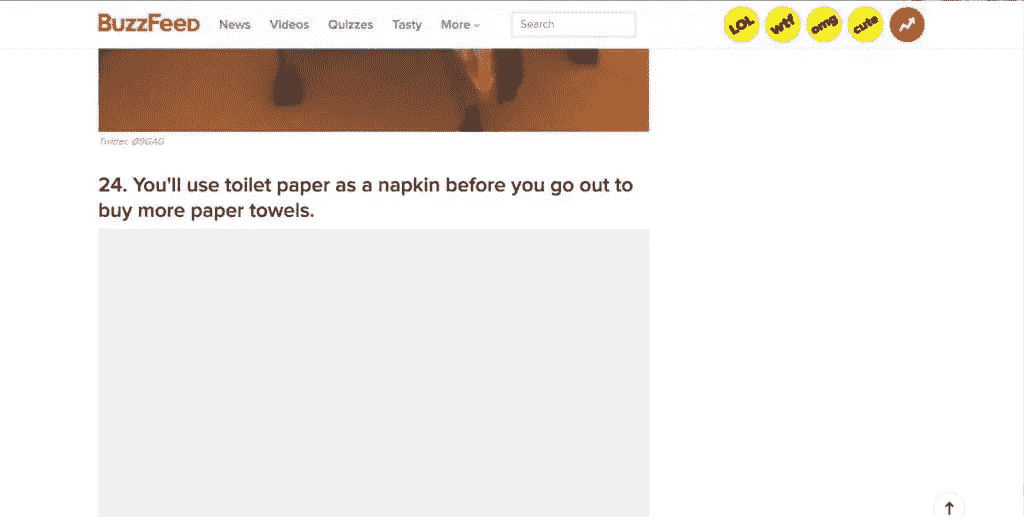 BuzzFeed News Videos Quizzes Tasty More Search LOL wtf omg cute
Twitter: @9GAG
24. You'll use toilet paper as a napkin before you go out to
buy more paper towels.